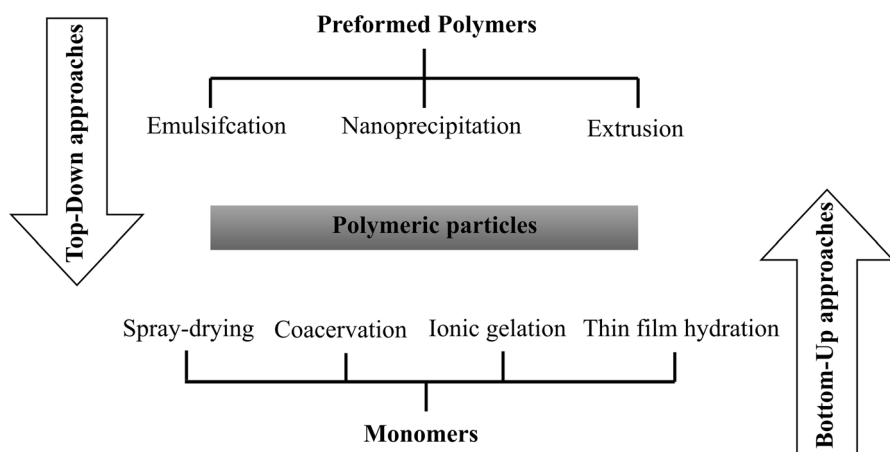 Preformed Polymers
Top-Down approaches
Emulsifcation Nanoprecipitation Extrusion
Polymeric particles
Spray-drying Coacervation Ionic gelation Thin film hydration
Monomers
Bottom-Up approaches